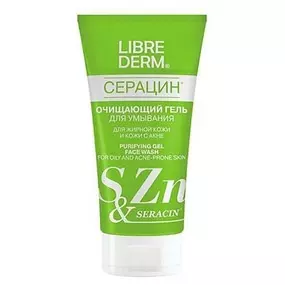 LIBRE
DERM®
СЕРАЦИН
ОЧИЩАЮЩИЙ ГЕЛЬ
ДЛЯ УМЫВАНИЯ
ДЛЯ ЖИРНОЙ КОЖИ
И КОЖИ С АКНЕ
PURIFYING GEL
FACE WASH
FOR OILY AND ACNE-PRONE SKIN
S Zn
& SERACIN